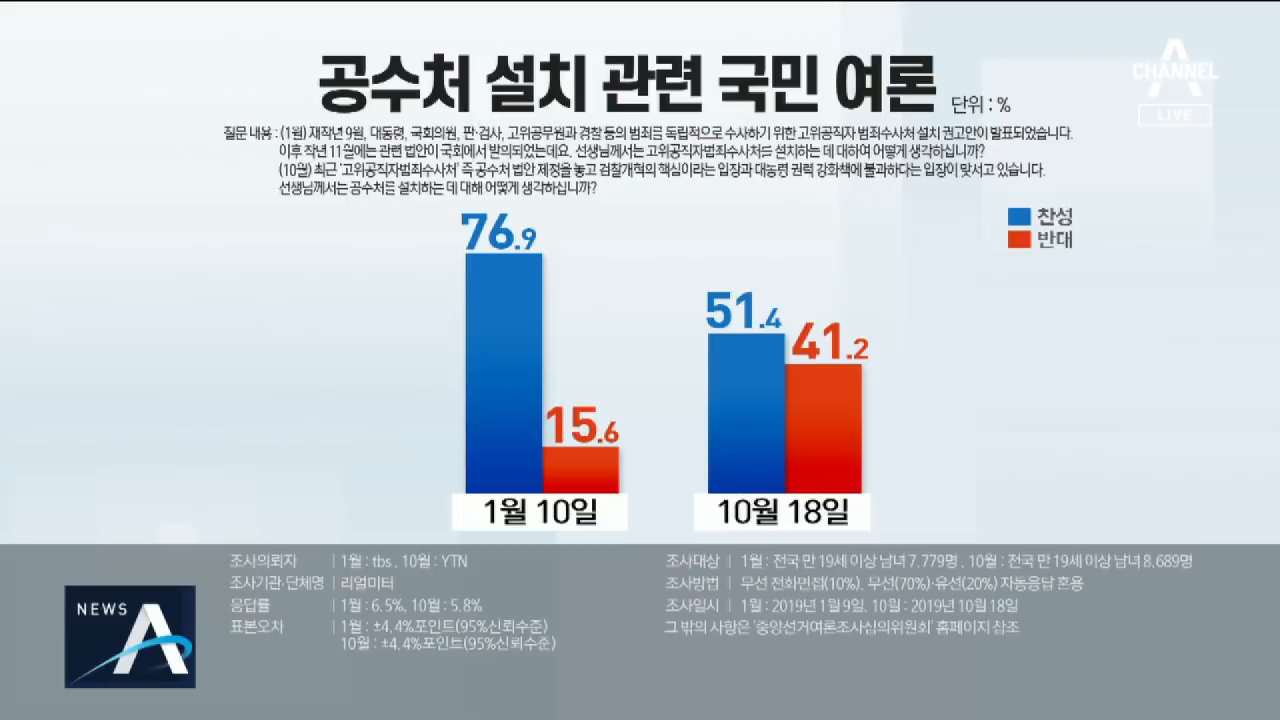 공수처 설치 관련 국민 여론
단위 : %
CHANNEL A
LIVE
질문 내용 : (1월) 재작년 9월, 대통령, 국회의원, 판·검사, 고위공무원과 경찰 등의 범죄를 독립적으로 수사하기 위한 고위공직자 범죄수사처 설치 권고안이 발표되었습니다.
이후 작년 11월에는 관련 법안이 국회에서 발의되었는데요. 선생님께서는 고위공직자범죄수사처를 설치하는 데 대하여 어떻게 생각하십니까?
(10월) 최근 '고위공직자범죄수사처' 즉 공수처 법안 제정을 놓고 검찰개혁의 핵심이라는 입장과 대통령 권력 강화책에 불과하다는 입장이 맞서고 있습니다.
선생님께서는 공수처를 설치하는 데 대해 어떻게 생각하십니까?
찬성
반대
76.9
15.6
51.4
41.2
1월 10일
10월 18일
조사의뢰자 | 1월 : tbs , 10월 : YTN
조사기관·단체명 | 리얼미터
응답률 | 1월 : 6.5%, 10월 : 5.8%
표본오차 | 1월 : ±4.4%포인트(95%신뢰수준)
10월 : ±4.4%포인트(95%신뢰수준)
조사대상 | 1월 : 전국 만 19세 이상 남녀 7.779명 , 10월 : 전국 만 19세 이상 남녀 8.689명
조사방법 | 무선 전화면접(10%), 무선(70%)·유선(20%) 자동응답 혼용
조사일시 | 1월 : 2019년 1월 9일, 10월 : 2019년 10월 18일
그 밖의 사항은 '중앙선거여론조사심의위원회' 홈페이지 참조
NEWS A